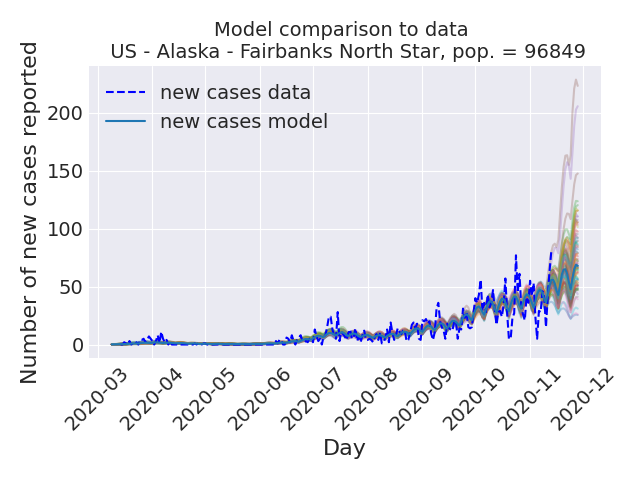 Model comparison to data
US - Alaska - Fairbanks North Star, pop. = 96849
Number of new cases reported
200
150
100
50
0
new cases data
new cases model
2020-03
2020-04
2020-05
2020-06
2020-07
2020-08
2020-09
2020-10
2020-11
2020-12
Day